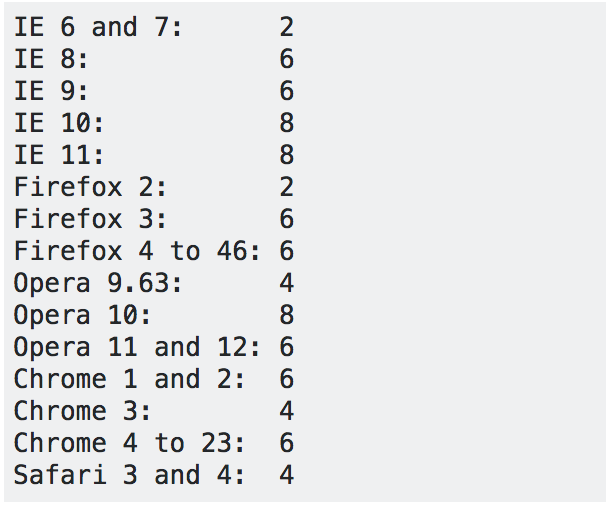 IE 6 and 7:      2
IE 8:            6
IE 9:            6
IE 10:           8
IE 11:           8
Firefox 2:       2
Firefox 3:       6
Firefox 4 to 46: 6
Opera 9.63:      4
Opera 10:        8
Opera 11 and 12: 6
Chrome 1 and 2:  6
Chrome 3:        4
Chrome 4 to 23:  6
Safari 3 and 4:  4